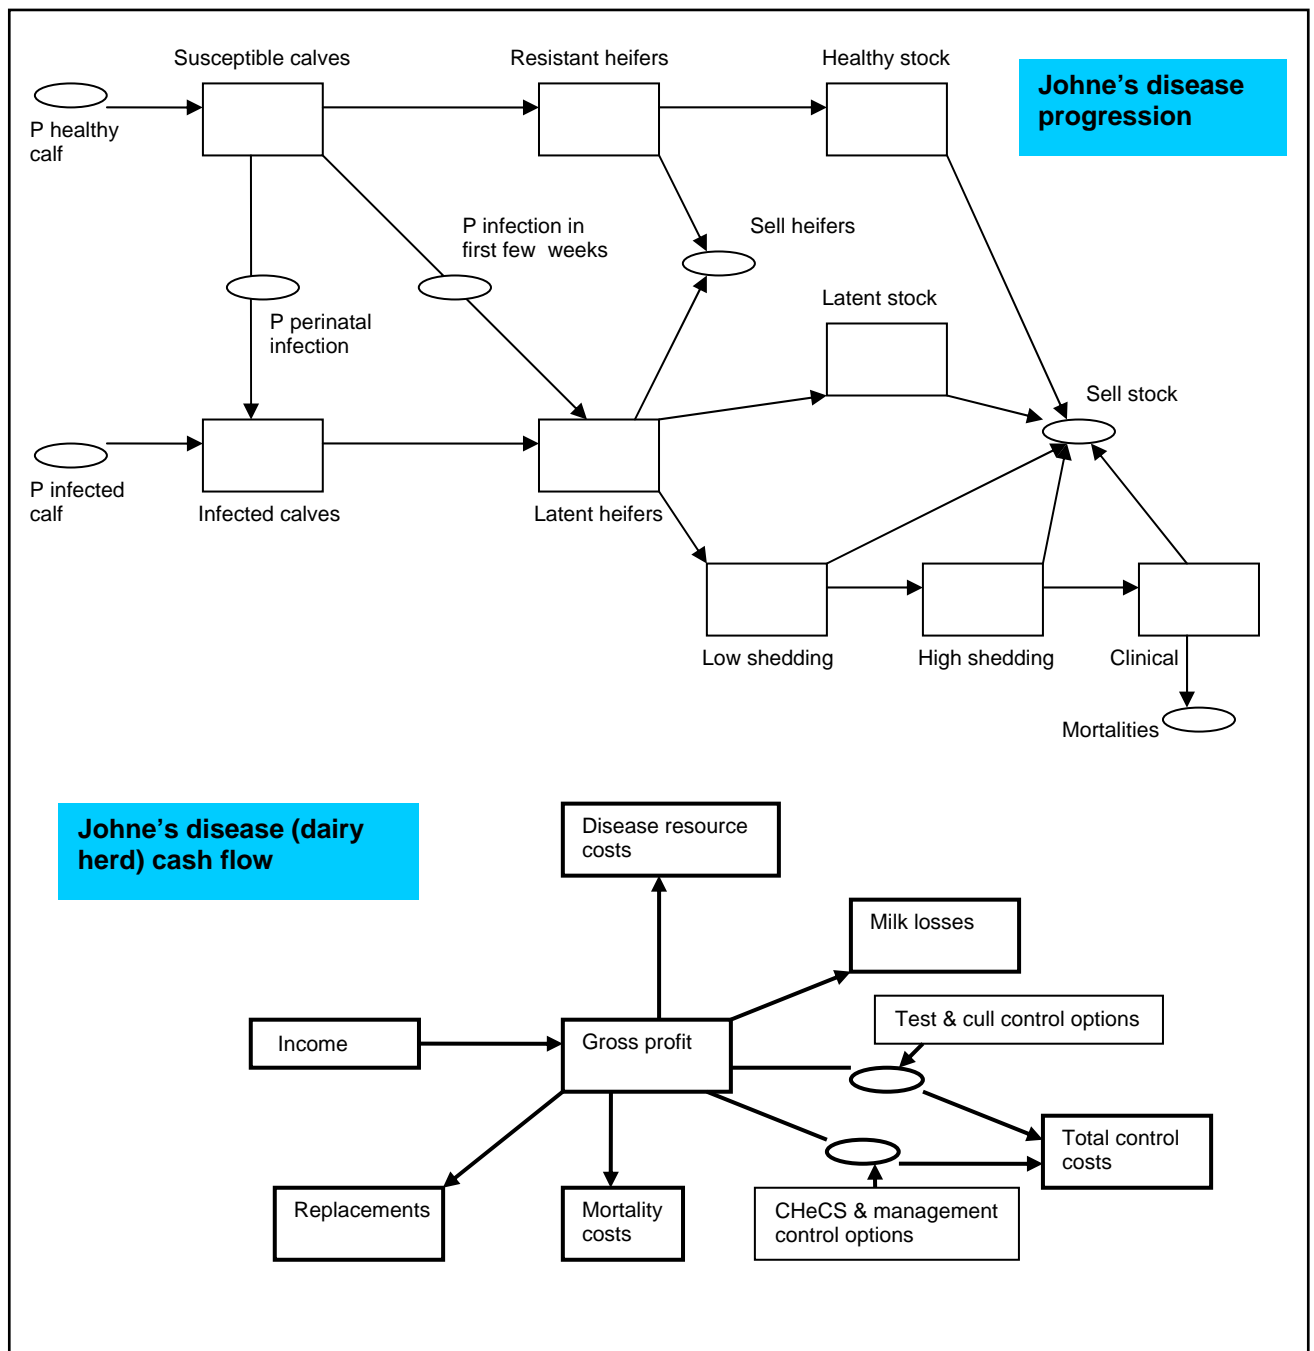 Susceptible calves
Resistant heifers
Healthy stock
Johne's disease
progression
P healthy
calf
P infection in
first few weeks
Sell heifers
Latent stock
P perinatal
infection
Sell stock
P infected
calf
Infected calves
Latent heifers
Low shedding
High shedding
Clinical
Mortalities
Johne's disease (dairy
herd) cash flow
Disease resource
costs
Milk losses
Test & cull control options
Income
Gross profit
Total control
costs
Replacements
Mortality
costs
CHeCS & management
control options